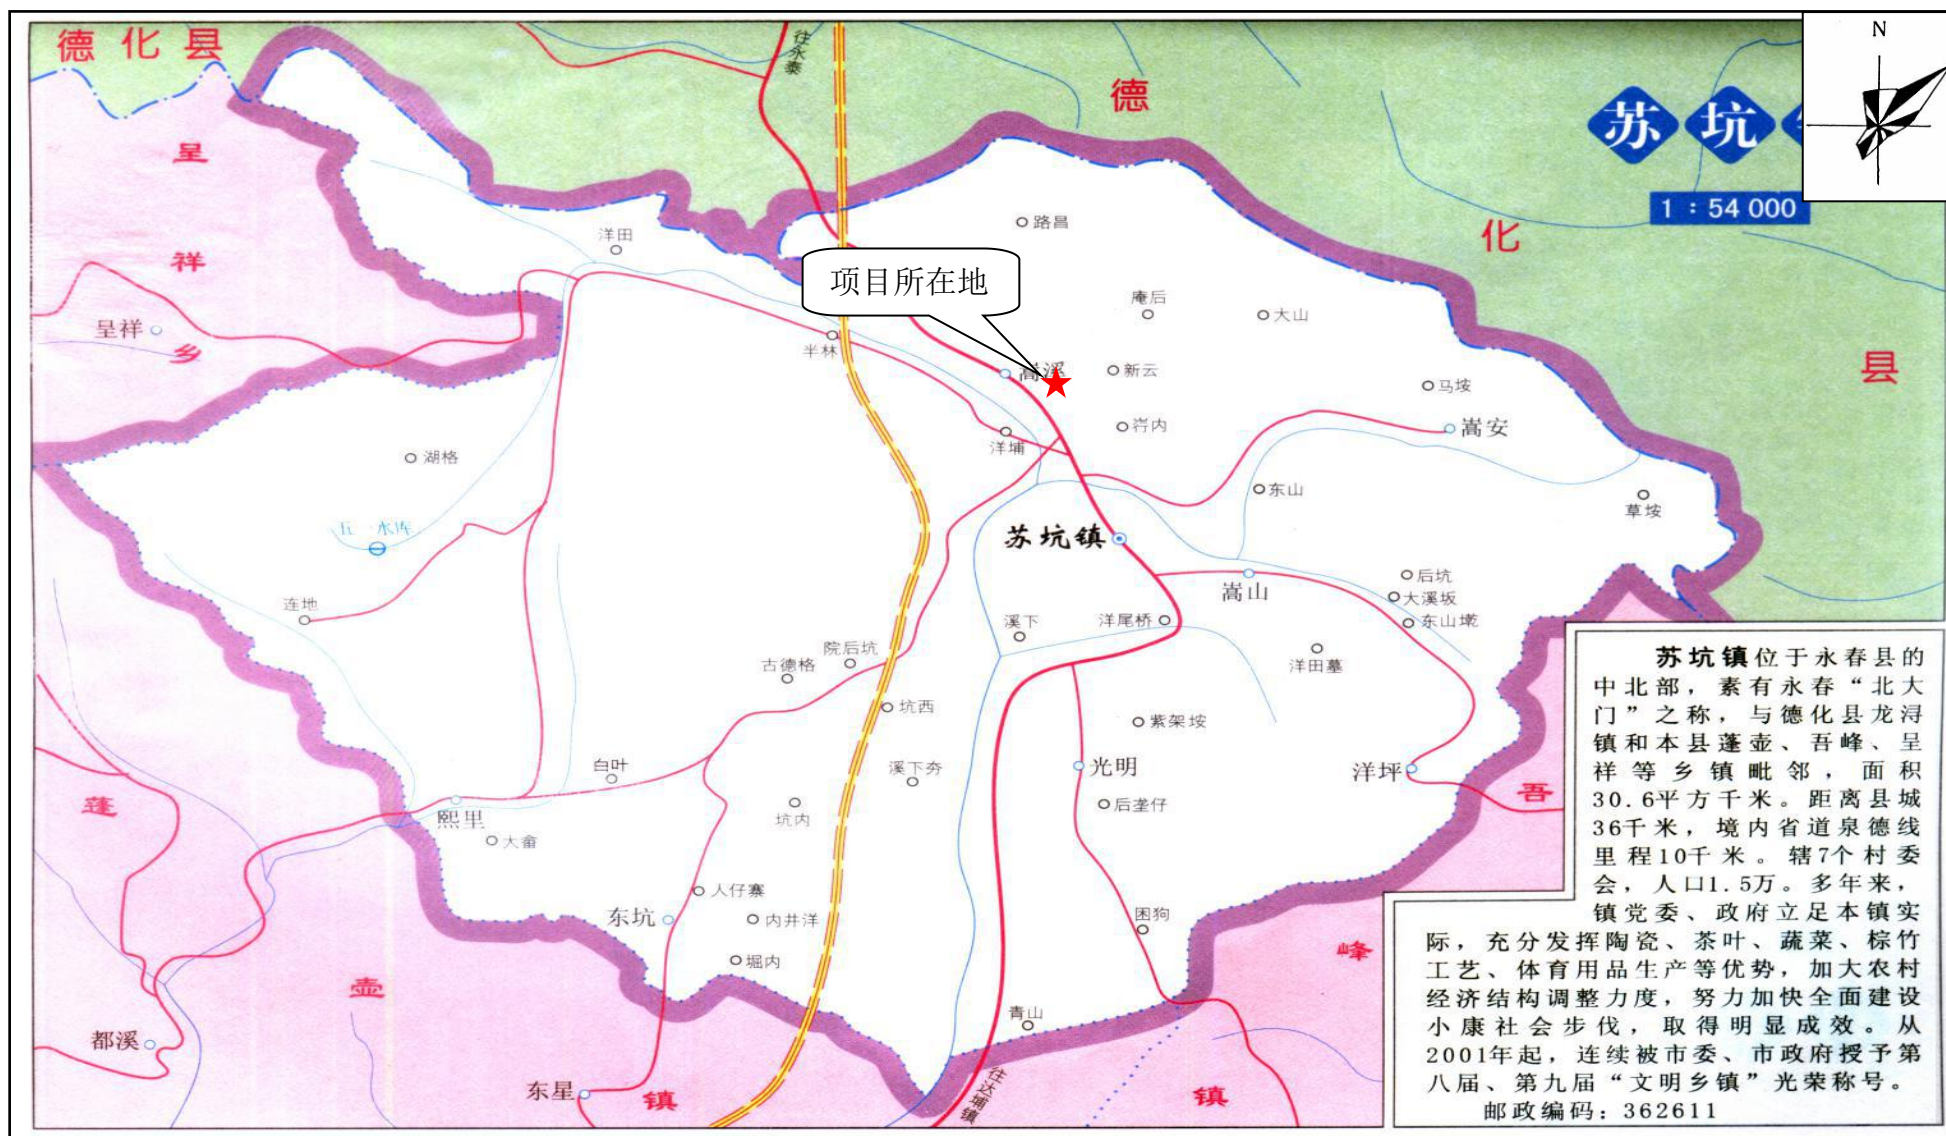 德化县
往永泰
德
N
苏坑
1：54 000
呈
路昌
洋田
化
祥
项目所在地
庵后
大山
呈祥
乡
半林
嵩溪
新云
县
马垵
嵩安
洋埔
湖格
东山
草垵
水库
苏坑镇
后坑
嵩山
大溪坂
连地
溪下
洋尾桥
东山墘
院后坑
古德格
洋田墓
坑西
紫架垵
白叶
溪下夯
光明
洋坪
蓬
熙里
坑内
后垄仔
吾
大畲
人仔寨
东坑
内井洋
困狗
堀内
峰
壶
青山
都溪
东星
镇
往达埔镇
镇
苏坑镇位于永春县的
中北部，素有永春“北大
门”之称，与德化县龙浔
镇和本县蓬壶、吾峰、呈
祥等乡镇毗邻，面积
30.6平方千米。距离县城
36千米，境内省道泉德线
里程10千米。辖7个村委
会，人口1.5万。多年来，
镇党委、政府立足本镇实
际，充分发挥陶瓷、茶叶、蔬菜、棕竹
工艺、体育用品生产等优势，加大农村
经济结构调整力度，努力加快全面建设
小康社会步伐，取得明显成效。从
2001年起，连续被市委、市政府授予第
八届、第九届“文明乡镇”光荣称号。
邮政编码：362611